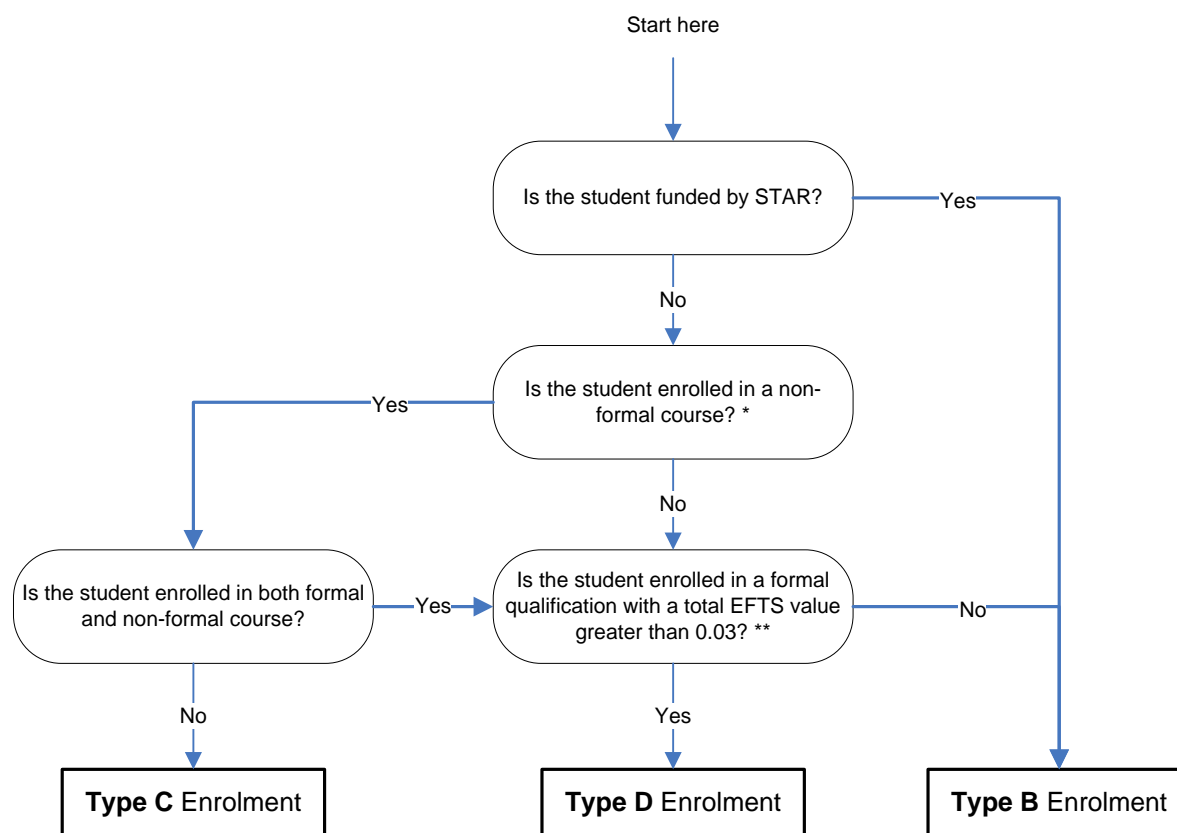 Start here
Is the student funded by STAR?
Yes
No
Is the student enrolled in a non-
formal course? *
Yes
No
Is the student enrolled in both formal
and non-formal course?
Yes
Is the student enrolled in a formal
qualification with a total EFTS value
greater than 0.03? **
No
No
Yes
Type C Enrolment
Type D Enrolment
Type B Enrolment